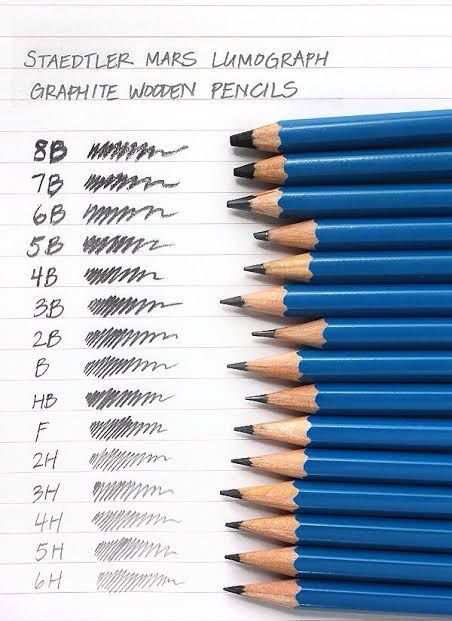 STAEDTLER MARS LUMOGRAPH
GRAPHITE WOODEN PENCILS
8B
7B
6B
5B
4B
3B
2B
B
HB
F
2H
3H
4H
5H
6H